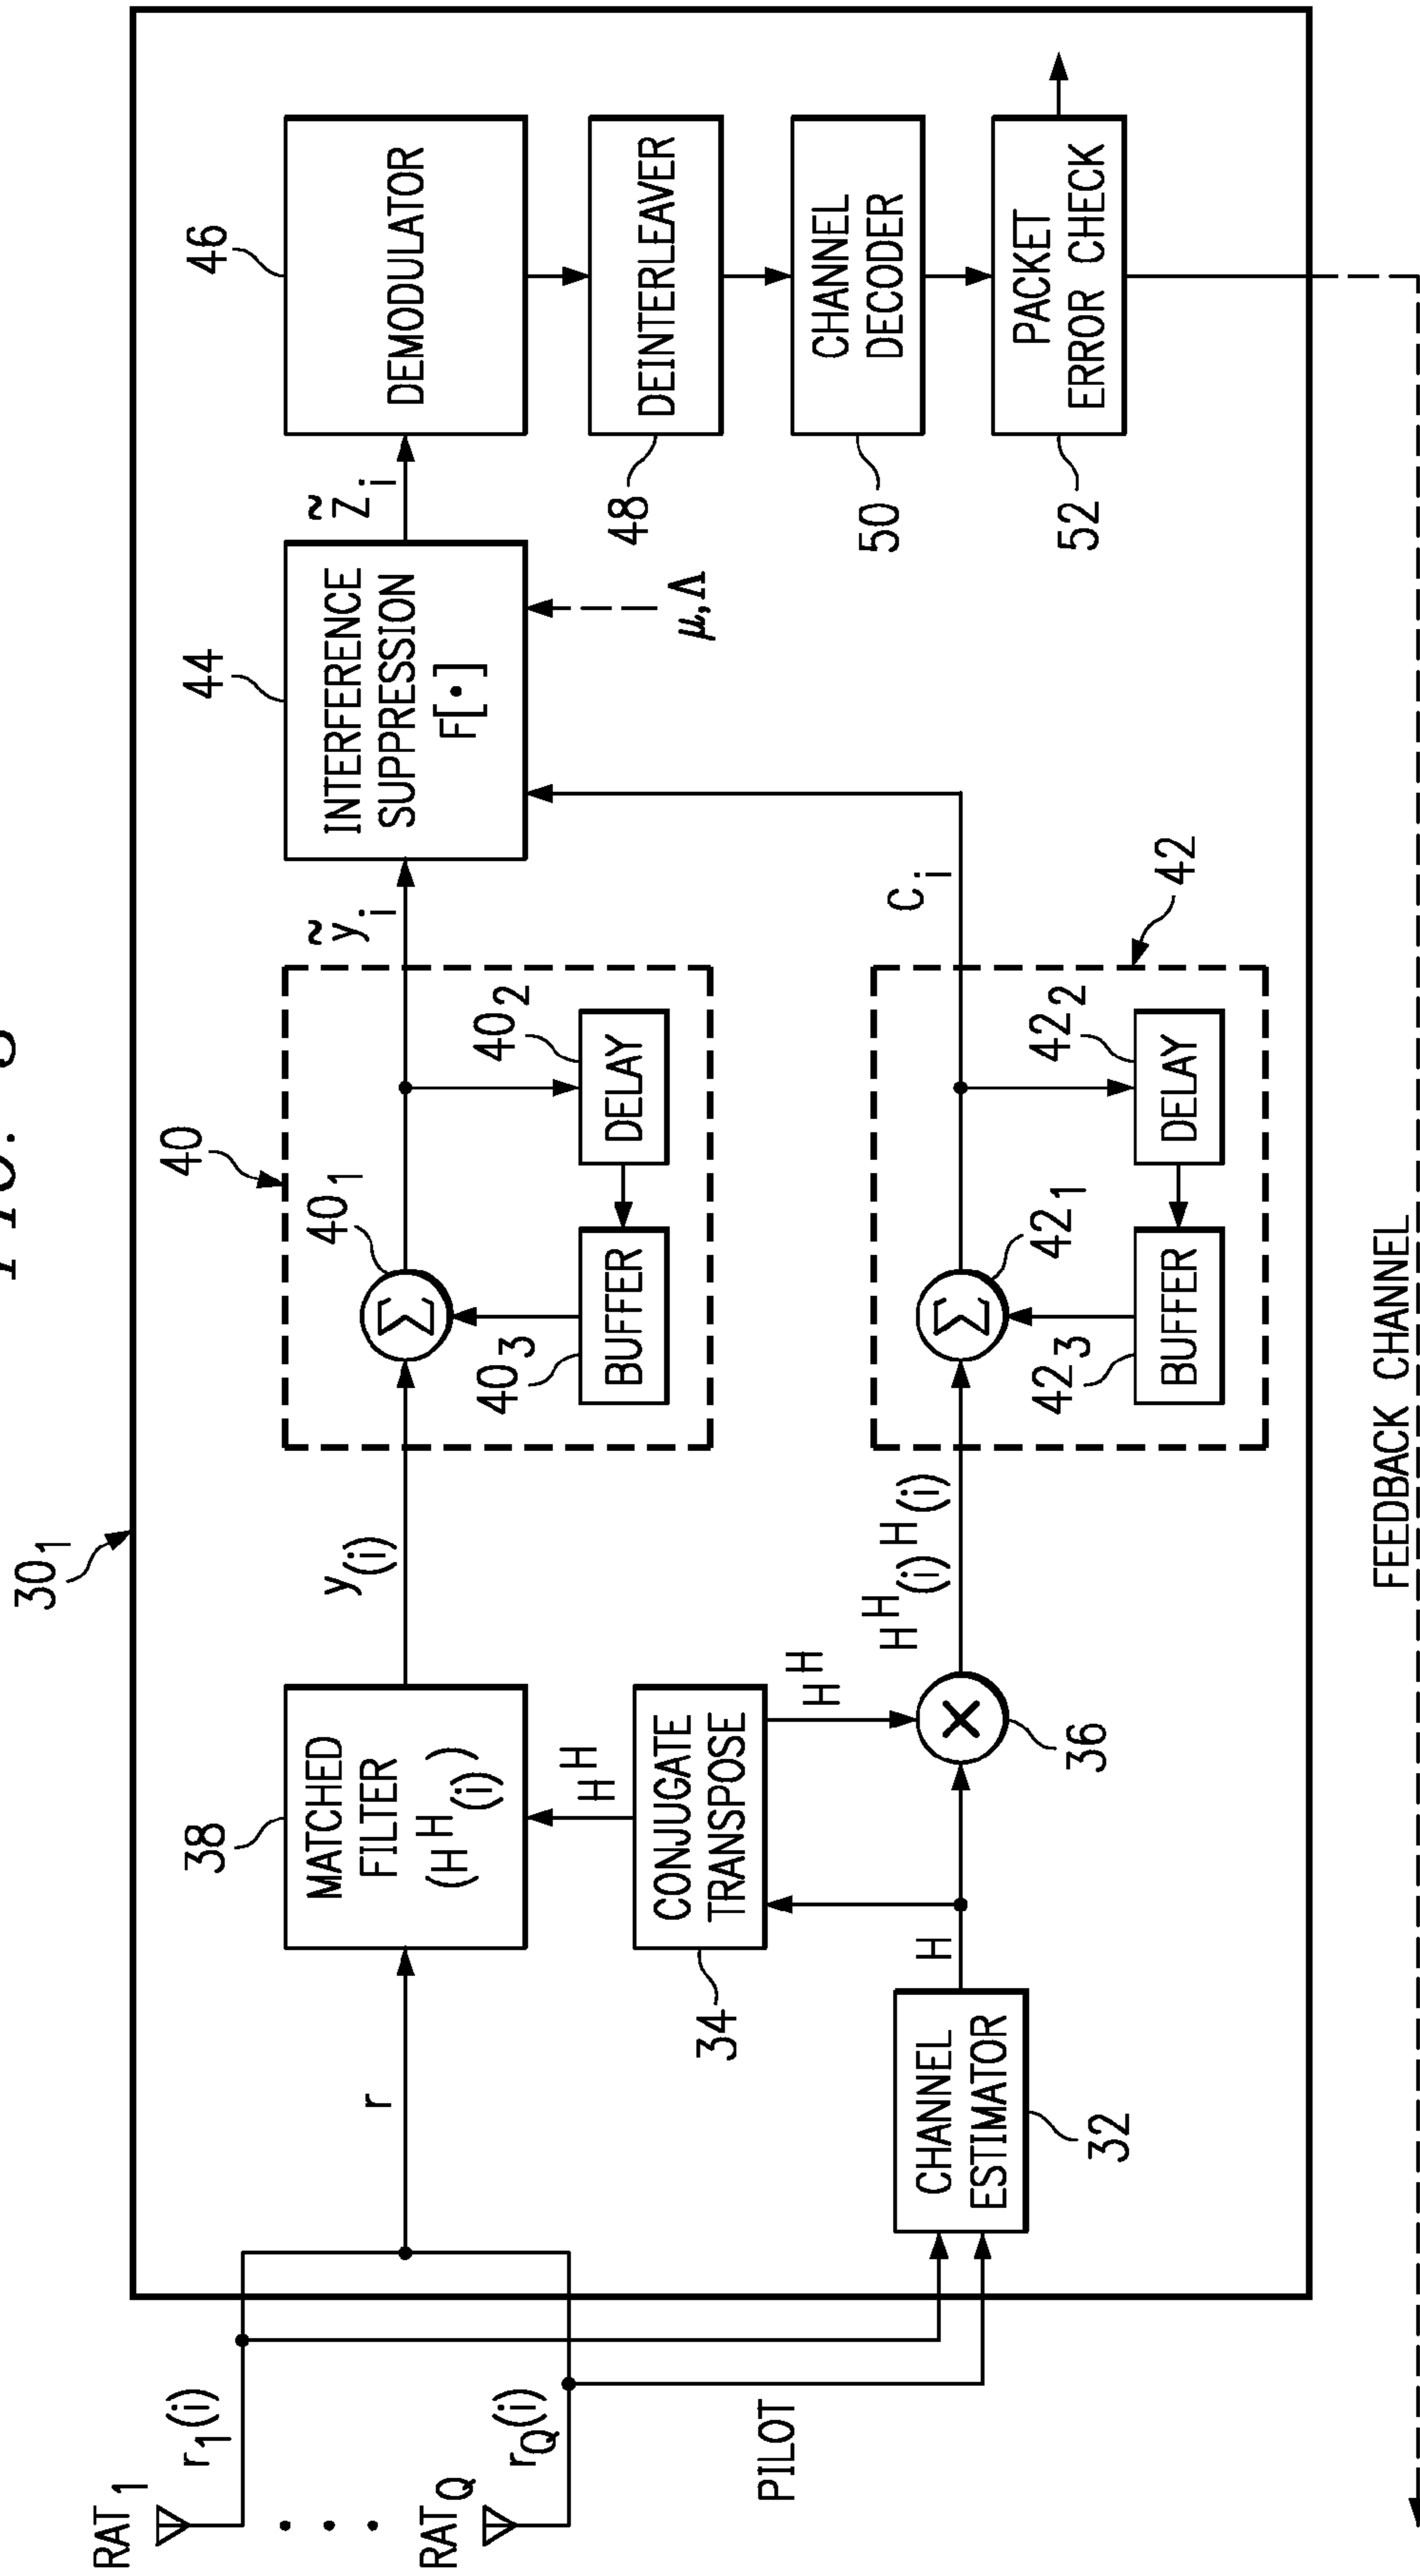 30₁
RAT₁
r₁(i)
RAT_Q
r_Q(i)
PILOT
r
38
MATCHED
FILTER
(Hᴴ(i))
y(i)
Hᴴ
34
CONJUGATE
TRANSPOSE
Hᴴ
H
32
CHANNEL
ESTIMATOR
×
36
Hᴴ(i)H(i)
40
40₁
Σ
40₂
DELAY
40₃
BUFFER
ỹᵢ
42
42₁
Σ
42₂
DELAY
42₃
BUFFER
Cᵢ
44
INTERFERENCE
SUPPRESSION
F[•]
μ,Λ
Z̃ᵢ
46
DEMODULATOR
48
DEINTERLEAVER
50
CHANNEL
DECODER
52
PACKET
ERROR CHECK
FEEDBACK CHANNEL